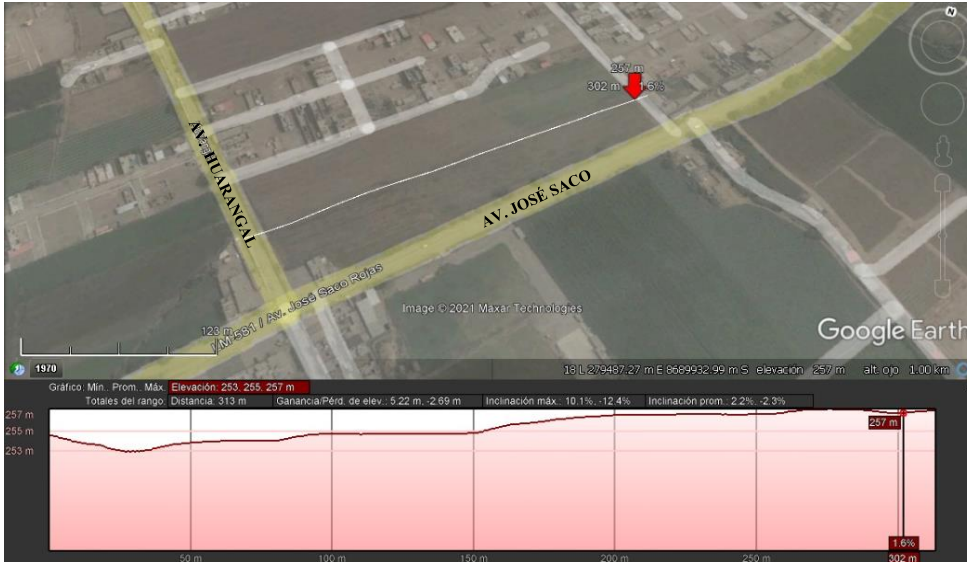 N
257 m
302 m 1.6%
AV. HUARANGAL
AV. JOSÉ SACO
LM-581 / Av. José Saco Rojas
Image © 2021 Maxar Technologies
123 m
Google Earth
1970
18 L 279487.27 m E 8689932.99 m S elevación 257 m alt. ojo 1.00 km
Gráfico: Mín., Prom., Máx. Elevación: 253, 255, 257 m
Totales del rango: Distancia: 313 m Ganancia/Pérd. de elev.: 5.22 m, -2.69 m Inclinación máx.: 10.1%, -12.4% Inclinación prom.: 2.2%, -2.3%
257 m
255 m
253 m
257 m
1.6%
50 m 100 m 150 m 200 m 250 m 302 m